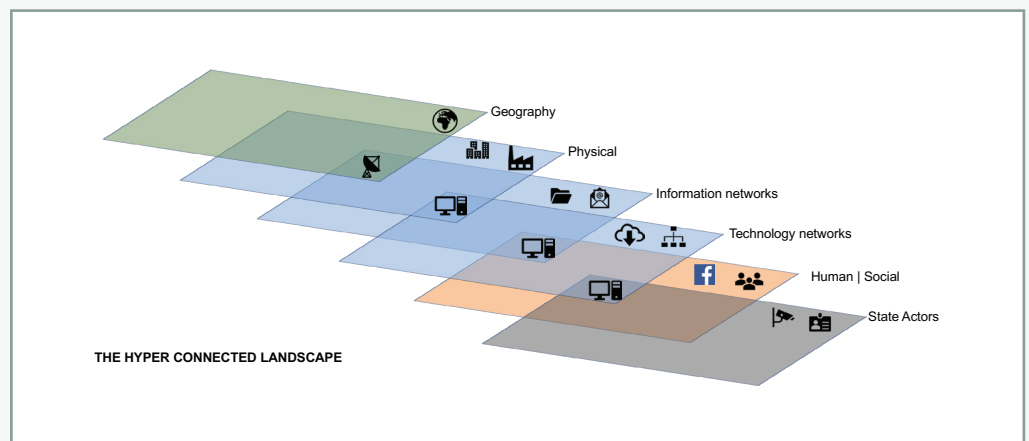 Geography
Physical
Information networks
Technology networks
Human | Social
State Actors
THE HYPER CONNECTED LANDSCAPE